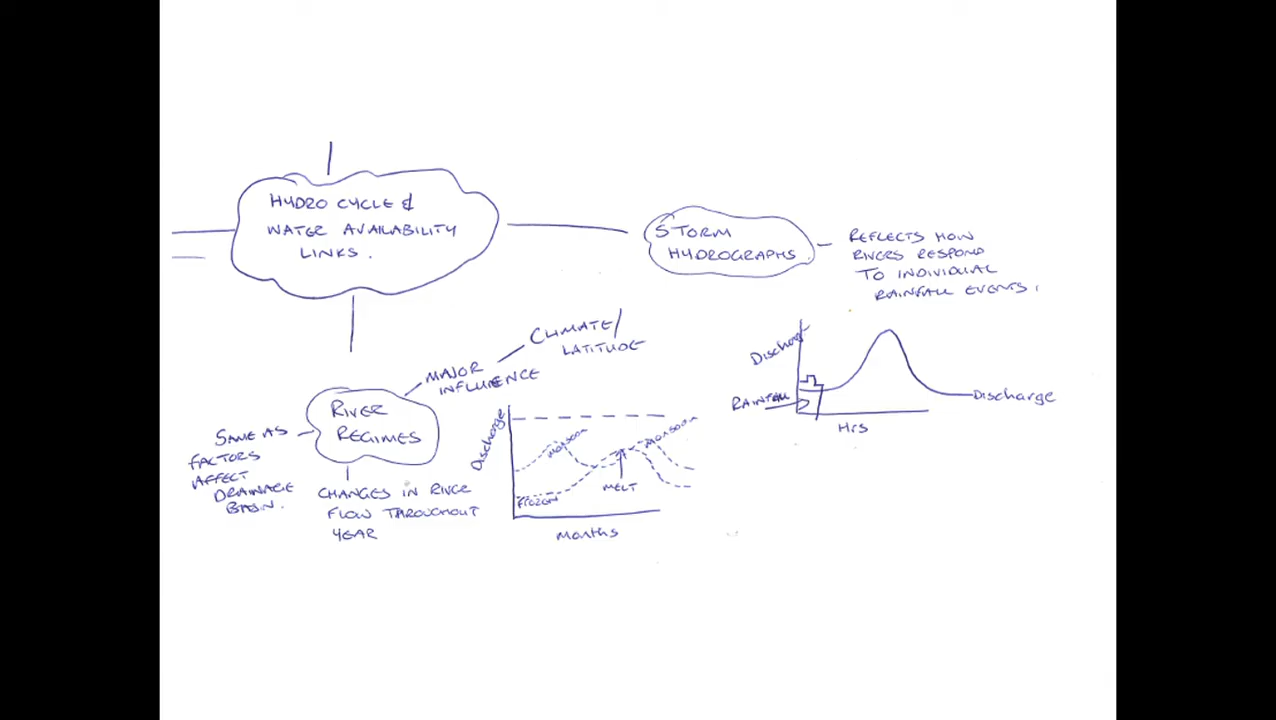 HYDRO CYCLE &
WATER AVAILABILITY
LINKS.
STORM
HYDROGRAPHS
REFLECTS HOW
RIVERS RESPOND
TO INDIVIDUAL
RAINFALL EVENTS.
Discharge
RAINFALL
Discharge
Hrs
CLIMATE/
LATITUDE
MAJOR
INFLUENCE
RIVER
REGIMES
SAME AS
FACTORS
AFFECT
DRAINAGE
BASIN.
CHANGES IN RIVER
FLOW THROUGHOUT
YEAR
Discharge
Monsoon
Monsoon
FROZEN
MELT
Months